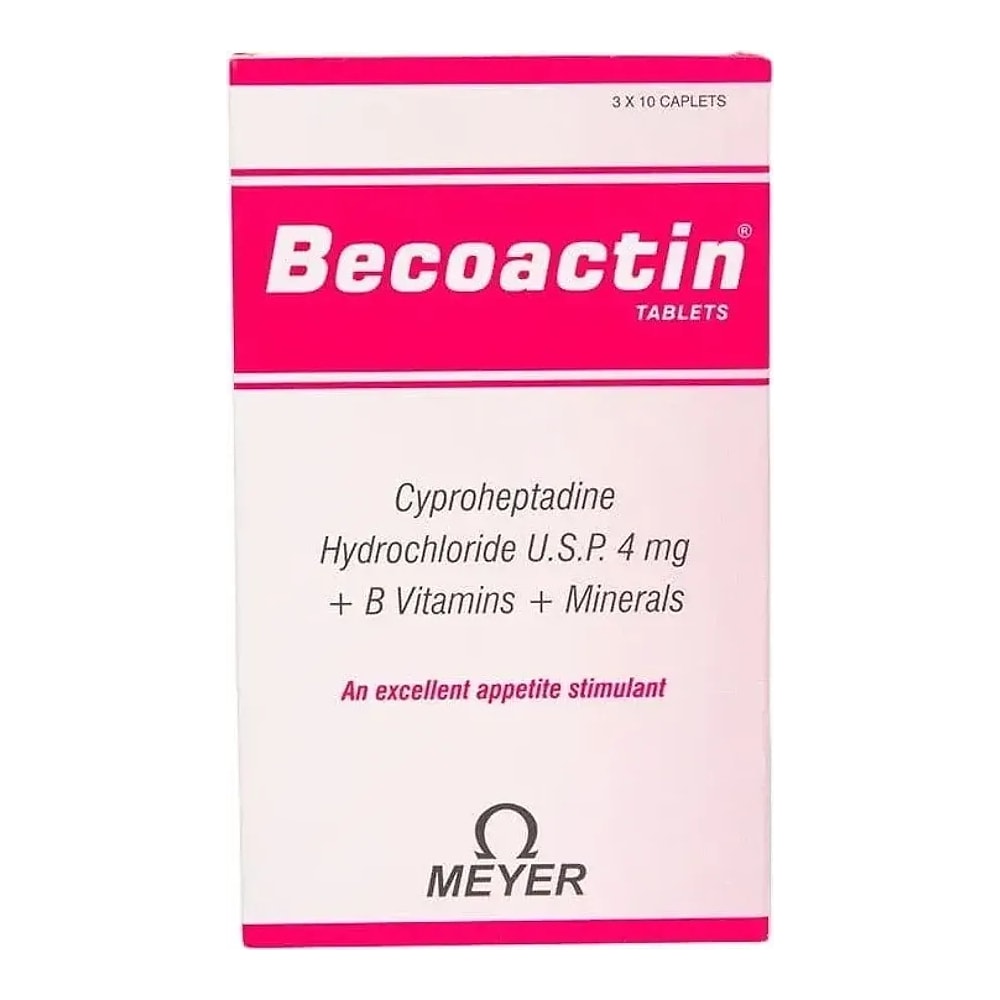 3 X 10 CAPLETS
Becoactin®
TABLETS
Cyproheptadine
Hydrochloride U.S.P. 4 mg
+ B Vitamins + Minerals
An excellent appetite stimulant
MEYER